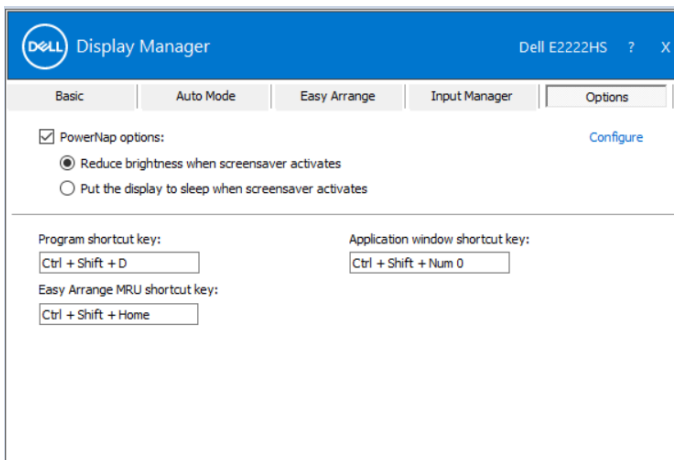 DELL Display Manager Dell E2222HS ? X
Basic Auto Mode Easy Arrange Input Manager Options
PowerNap options: Configure
Reduce brightness when screensaver activates
Put the display to sleep when screensaver activates
Program shortcut key: Application window shortcut key:
Ctrl + Shift + D Ctrl + Shift + Num 0
Easy Arrange MRU shortcut key:
Ctrl + Shift + Home